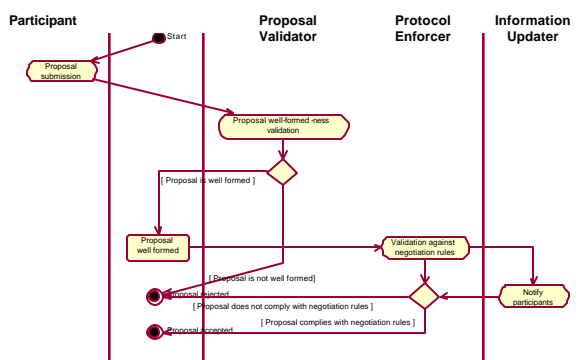 Participant
Proposal
Validator
Protocol
Enforcer
Information
Updater
Start
Proposal
submission
Proposal well-formed -ness
validation
[ Proposal is well formed ]
Proposal
well formed
Validation against
negotiation rules
[ Proposal is not well formed]
Proposal rejected
[ Proposal does not comply with negotiation rules ]
Notify
participants
[ Proposal complies with negotiation rules ]
Proposal accepted